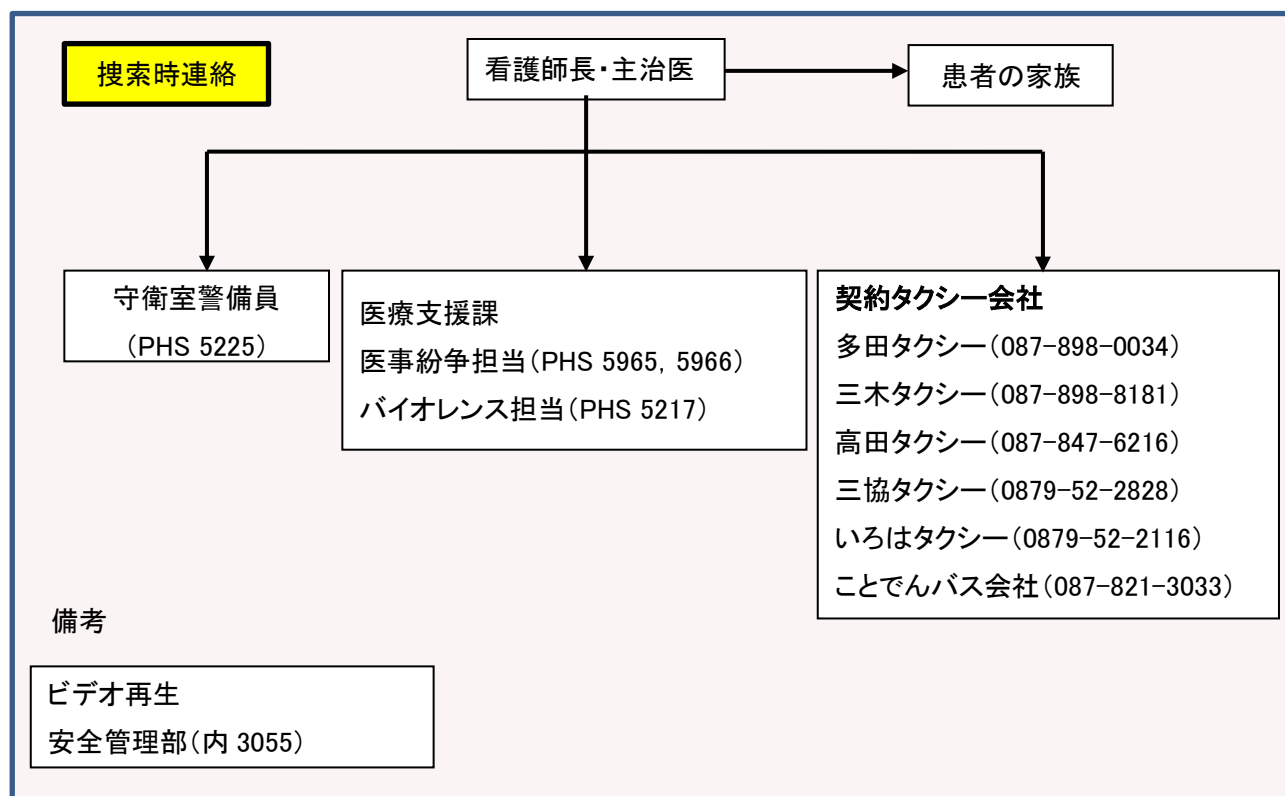 捜索時連絡
看護師長・主治医
患者の家族
守衛室警備員
(PHS 5225)
医療支援課
医事紛争担当(PHS 5965, 5966)
バイオレンス担当(PHS 5217)
契約タクシー会社
多田タクシー(087-898-0034)
三木タクシー(087-898-8181)
高田タクシー(087-847-6216)
三協タクシー(0879-52-2828)
いろはタクシー(0879-52-2116)
ことでんバス会社(087-821-3033)
備考
ビデオ再生
安全管理部(内 3055)